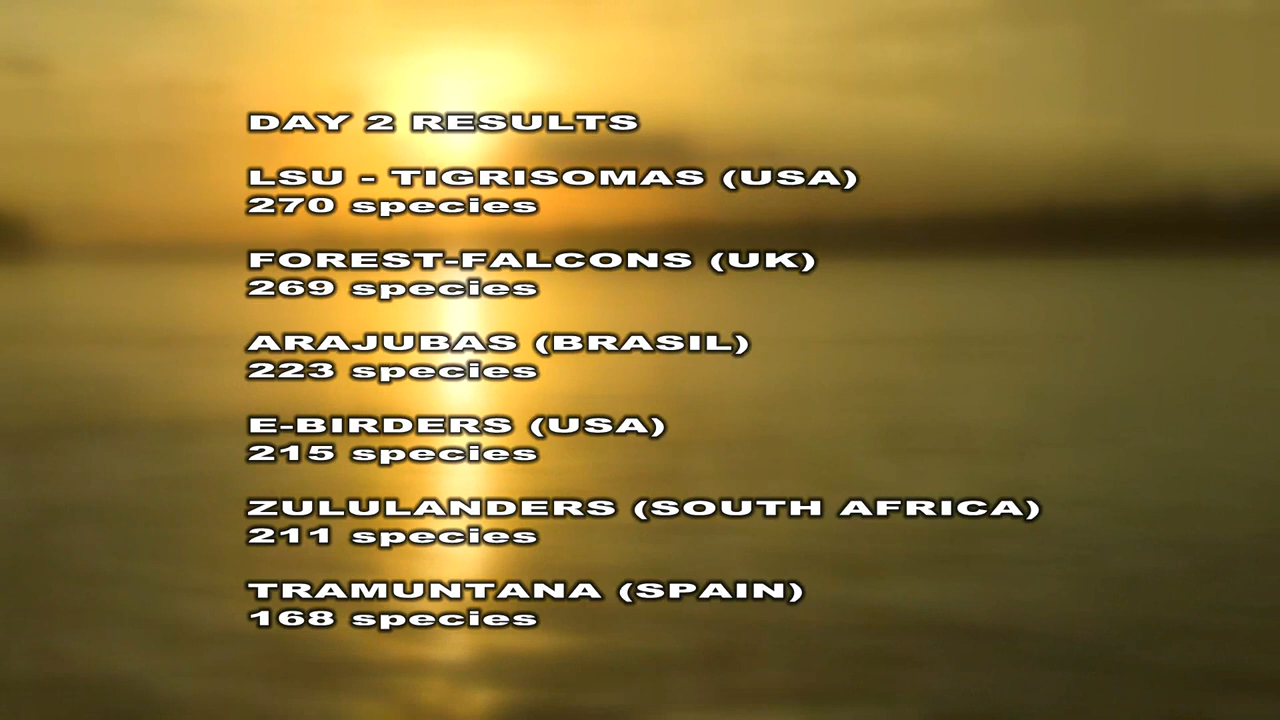 DAY 2 RESULTS
LSU - TIGRISOMAS (USA)
270 species
FOREST-FALCONS (UK)
269 species
ARAJUBAS (BRASIL)
223 species
E-BIRDERS (USA)
215 species
ZULULANDERS (SOUTH AFRICA)
211 species
TRAMUNTANA (SPAIN)
168 species